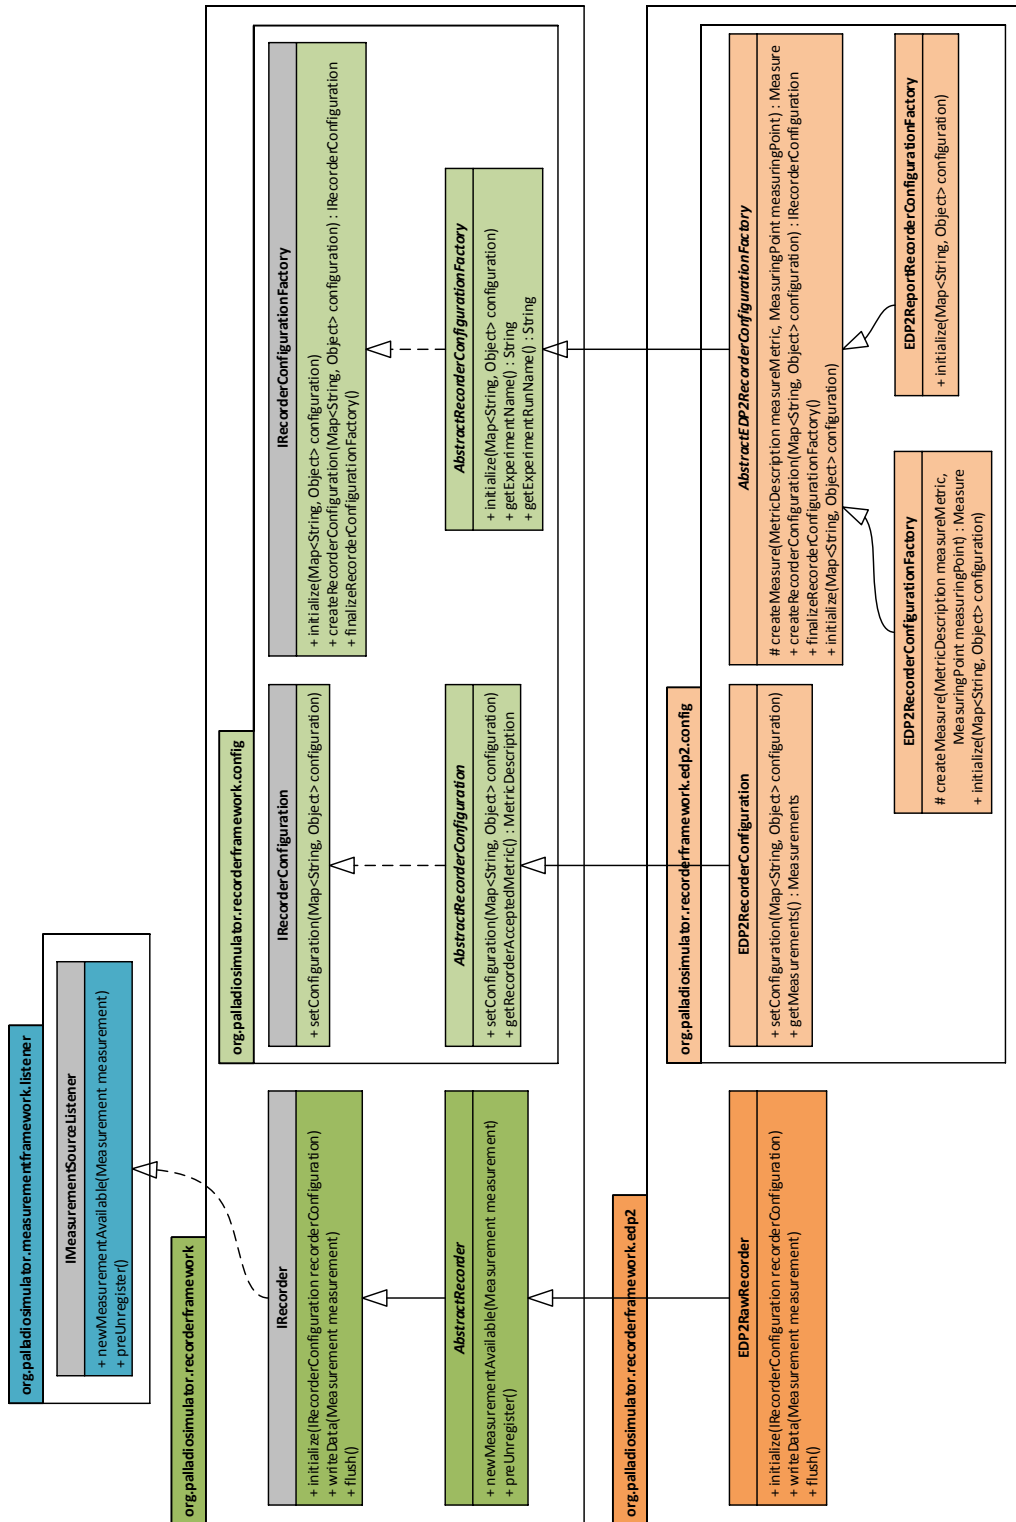 org.palladiosimulator.measurementframework.listener
IMeasurementSourceListener
+ newMeasurementAvailable(Measurement measurement)
+ preUnregister()
org.palladiosimulator.recorderframework
IRecorder
+ initialize(IRecorderConfiguration recorderConfiguration)
+ writeData(Measurement measurement)
+ flush()
AbstractRecorder
+ newMeasurementAvailable(Measurement measurement)
+ preUnregister()
org.palladiosimulator.recorderframework.config
IRecorderConfiguration
+ setConfiguration(Map<String, Object> configuration)
AbstractRecorderConfiguration
+ setConfiguration(Map<String, Object> configuration)
+ getRecorderAcceptedMetric() : MetricDescription
IRecorderConfigurationFactory
+ initialize(Map<String, Object> configuration)
+ createRecorderConfiguration(Map<String, Object> configuration) : IRecorderConfiguration
+ finalizeRecorderConfigurationFactory()
AbstractRecorderConfigurationFactory
+ initialize(Map<String, Object> configuration)
+ getExperimentName() : String
+ getExperimentRunName() : String
org.palladiosimulator.recorderframework.edp2
EDP2RawRecorder
+ initialize(IRecorderConfiguration recorderConfiguration)
+ writeData(Measurement measurement)
+ flush()
org.palladiosimulator.recorderframework.edp2.config
EDP2RecorderConfiguration
+ setConfiguration(Map<String, Object> configuration)
+ getMeasurements() : Measurements
AbstractEDP2RecorderConfigurationFactory
# createMeasure(MetricDescription measureMetric, MeasuringPoint measuringPoint) : Measure
+ createRecorderConfiguration(Map<String, Object> configuration) : IRecorderConfiguration
+ finalizeRecorderConfigurationFactory()
+ initialize(Map<String, Object> configuration)
EDP2RecorderConfigurationFactory
# createMeasure(MetricDescription measureMetric,
MeasuringPoint measuringPoint) : Measure
+ initialize(Map<String, Object> configuration)
EDP2ReportRecorderConfigurationFactory
+ initialize(Map<String, Object> configuration)